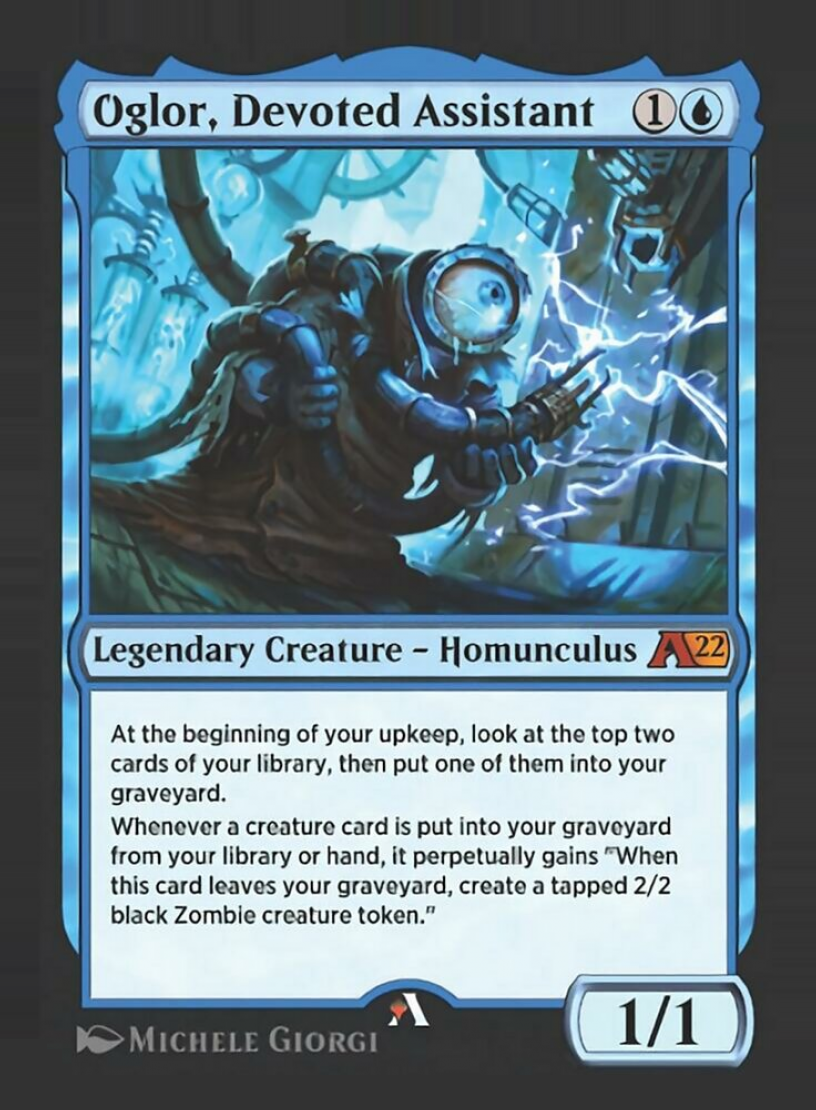 Oglor, Devoted Assistant 1
Legendary Creature – Homunculus A22
At the beginning of your upkeep, look at the top two
cards of your library, then put one of them into your
graveyard.
Whenever a creature card is put into your graveyard
from your library or hand, it perpetually gains "When
this card leaves your graveyard, create a tapped 2/2
black Zombie creature token."
A
1/1
Michele Giorgi